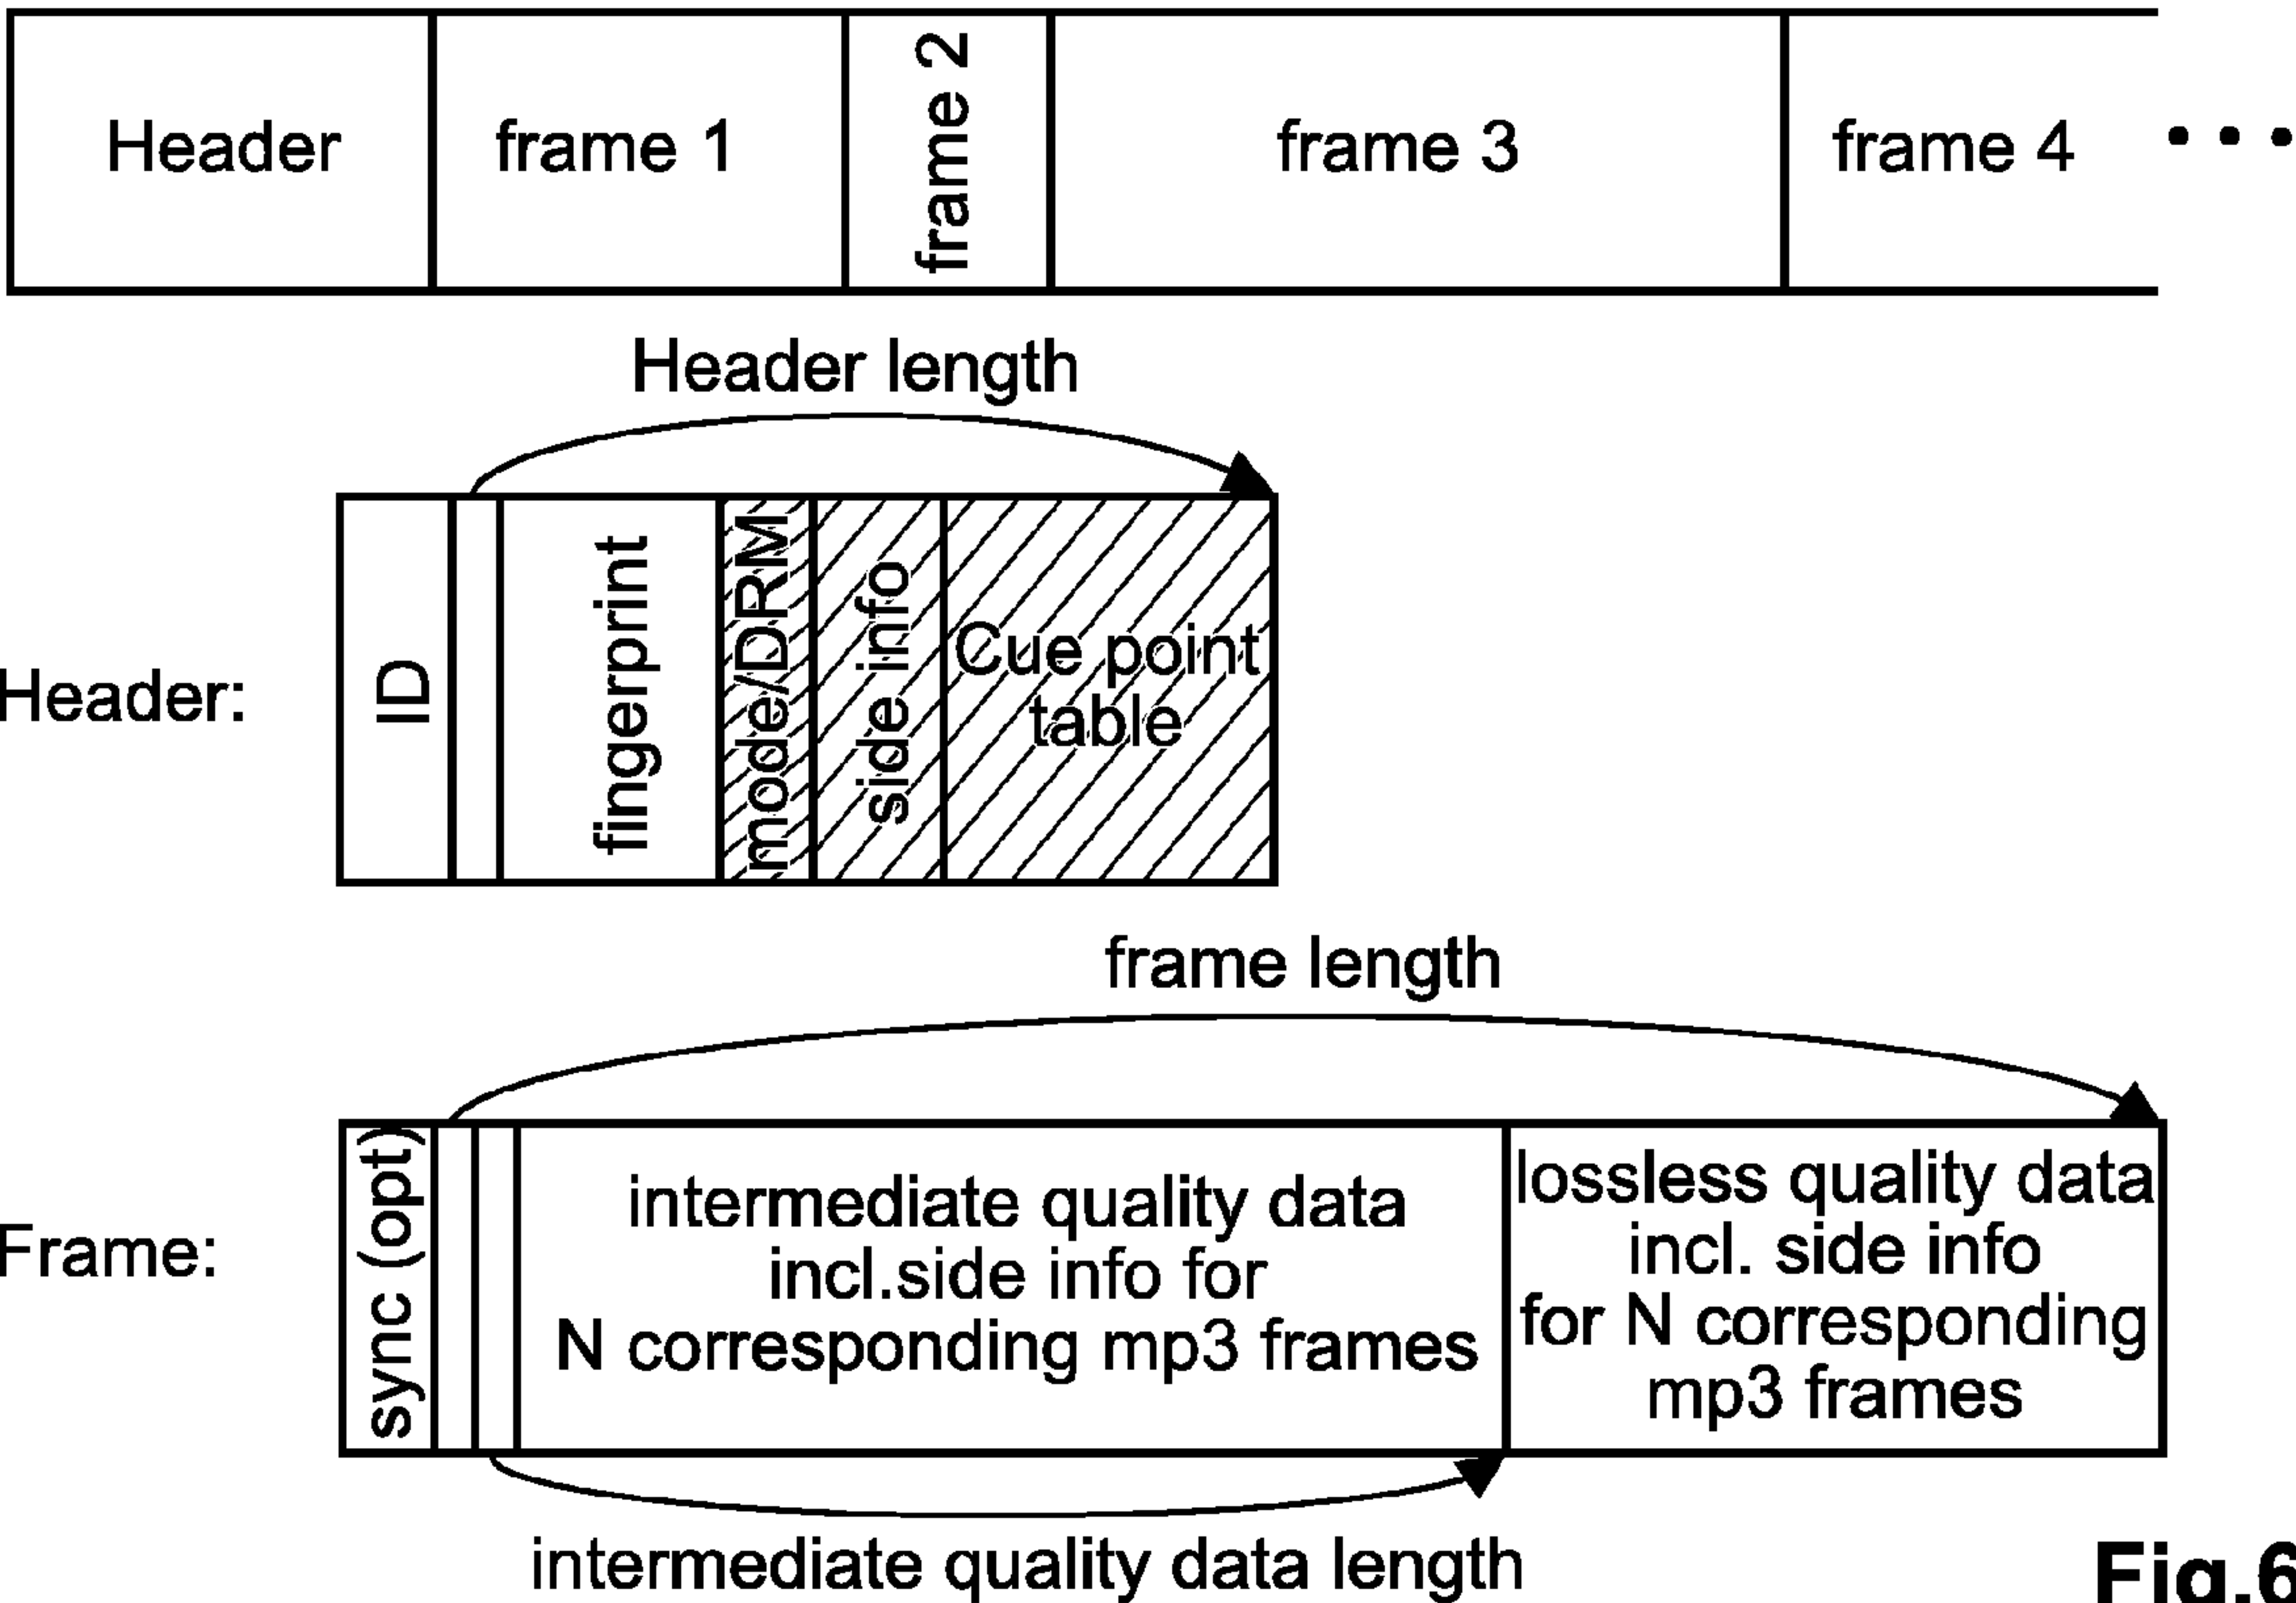 Header
frame 1
frame 2
frame 3
frame 4
Header length
Header:
ID
fingerprint
mode/DRM
side info
Cue point
table
frame length
Frame:
sync (opt)
intermediate quality data
incl.side info for
N corresponding mp3 frames
lossless quality data
incl. side info
for N corresponding
mp3 frames
intermediate quality data length
Fig.6